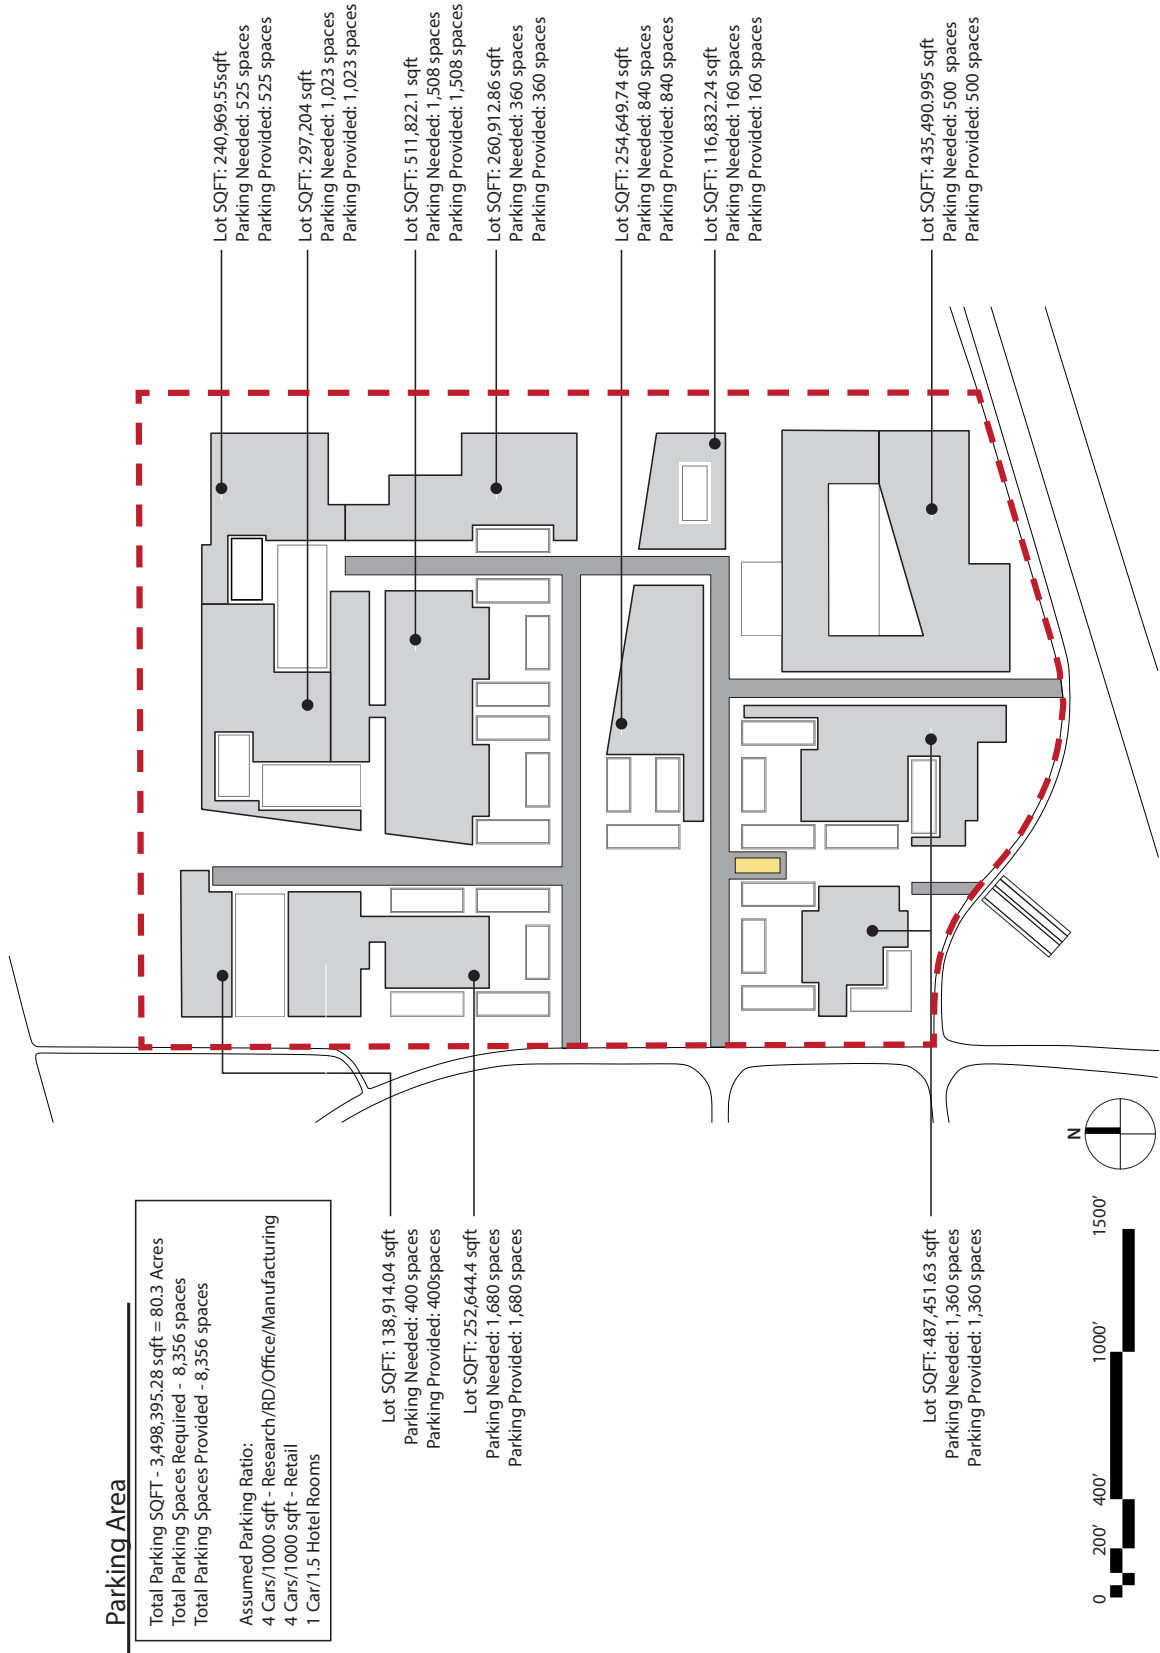 Parking Area
Total Parking SQFT - 3,498,395.28 sqft = 80.3 Acres
Total Parking Spaces Required - 8,356 spaces
Total Parking Spaces Provided - 8,356 spaces
Assumed Parking Ratio:
4 Cars/1000 sqft - Research/RD/Office/Manufacturing
4 Cars/1000 sqft - Retail
1 Car/1.5 Hotel Rooms
Lot SQFT: 138,914.04 sqft
Parking Needed: 400 spaces
Parking Provided: 400spaces
Lot SQFT: 252,644.4 sqft
Parking Needed: 1,680 spaces
Parking Provided: 1,680 spaces
Lot SQFT: 487,451.63 sqft
Parking Needed: 1,360 spaces
Parking Provided: 1,360 spaces
Lot SQFT: 240,969.55sqft
Parking Needed: 525 spaces
Parking Provided: 525 spaces
Lot SQFT: 297,204 sqft
Parking Needed: 1,023 spaces
Parking Provided: 1,023 spaces
Lot SQFT: 511,822.1 sqft
Parking Needed: 1,508 spaces
Parking Provided: 1,508 spaces
Lot SQFT: 260,912.86 sqft
Parking Needed: 360 spaces
Parking Provided: 360 spaces
Lot SQFT: 254,649.74 sqft
Parking Needed: 840 spaces
Parking Provided: 840 spaces
Lot SQFT: 116,832.24 sqft
Parking Needed: 160 spaces
Parking Provided: 160 spaces
Lot SQFT: 435,490.995 sqft
Parking Needed: 500 spaces
Parking Provided: 500 spaces
0 200' 400' 1000' 1500'
N